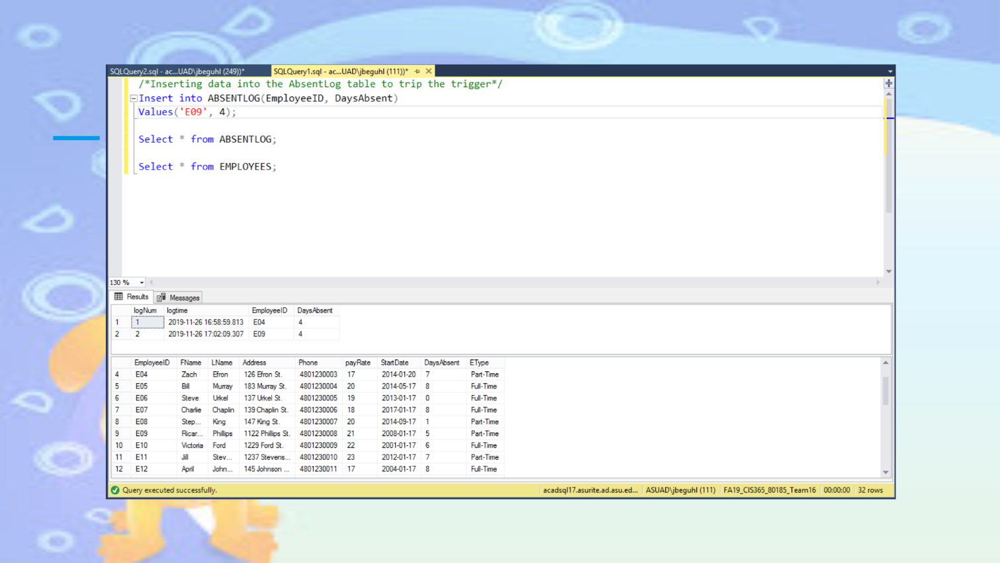 SQLQuery2.sql - ac...UAD\jbeguhl (249))*
SQLQuery1.sql - ac...UAD\jbeguhl (111))*
/*Inserting data into the AbsentLog table to trip the trigger*/
Insert into ABSENTLOG(EmployeeID, DaysAbsent)
Values('E09', 4);
Select * from ABSENTLOG;
Select * from EMPLOYEES;
130 %
Results Messages
logNum logtime EmployeeID DaysAbsent
1 1 2019-11-26 16:58:59.813 E04 4
2 2 2019-11-26 17:02:09.307 E09 4
EmployeeID FName LName Address Phone payRate StartDate DaysAbsent EType
4 E04 Zach Efron 126 Efron St. 4801230003 17 2014-01-20 7 Part-Time
5 E05 Bill Murray 183 Murray St. 4801230004 20 2014-05-17 8 Full-Time
6 E06 Steve Urkel 137 Urkel St. 4801230005 19 2013-01-17 0 Full-Time
7 E07 Charlie Chaplin 139 Chaplin St. 4801230006 18 2017-01-17 8 Full-Time
8 E08 Step... King 147 King St. 4801230007 20 2014-09-17 1 Part-Time
9 E09 Ricar... Phillips 1122 Phillips St. 4801230008 21 2008-01-17 5 Part-Time
10 E10 Victoria Ford 1229 Ford St. 4801230009 22 2001-01-17 6 Full-Time
11 E11 Jill Stev... 1237 Stevens... 4801230010 23 2012-01-17 7 Part-Time
12 E12 April John... 145 Johnson ... 4801230011 17 2004-01-17 8 Full-Time
Query executed successfully. acadsql17.asurite.ad.asu.ed... ASUAD\jbeguhl (111) FA19_CIS365_80185_Team16 00:00:00 32 rows